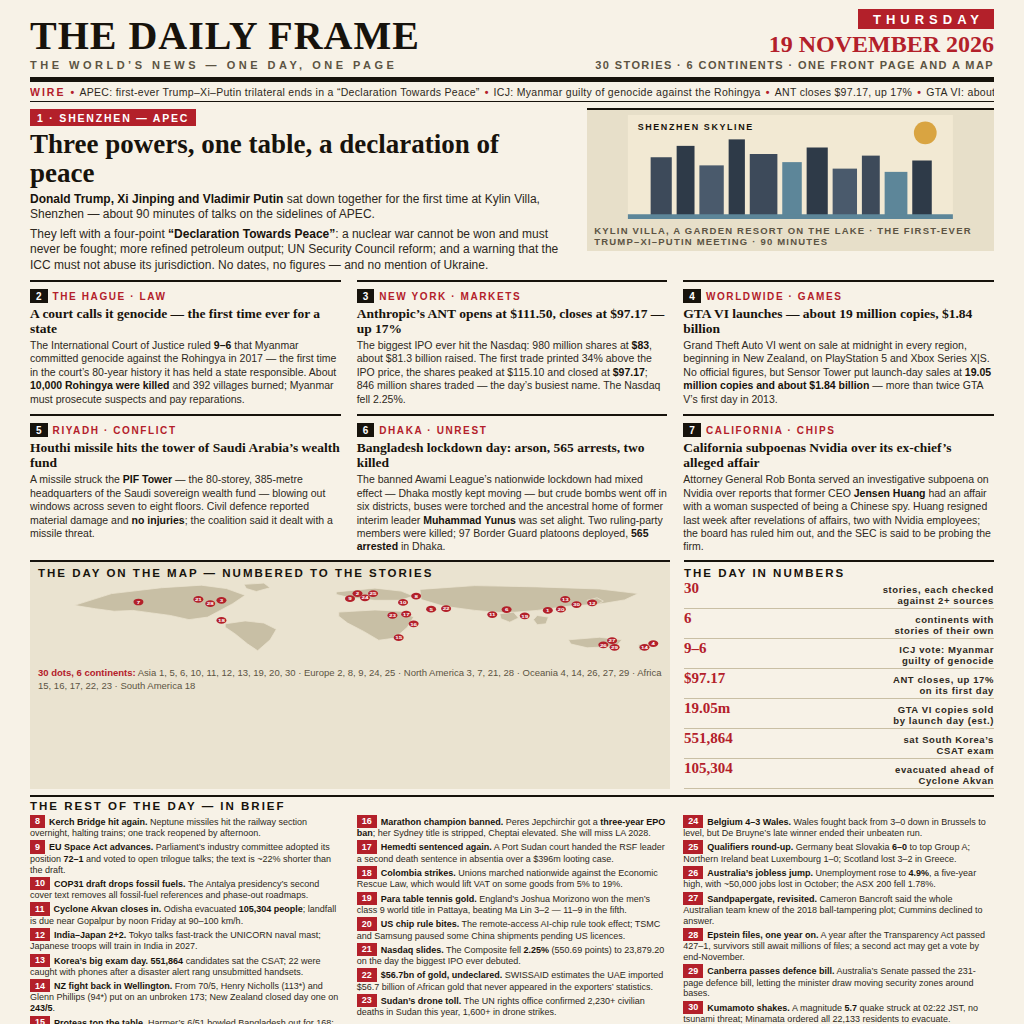 THE DAILY FRAME
THE WORLD'S NEWS — ONE DAY, ONE PAGE
THURSDAY
19 NOVEMBER 2026
30 STORIES · 6 CONTINENTS · ONE FRONT PAGE AND A MAP
WIRE • APEC: first-ever Trump–Xi–Putin trilateral ends in a “Declaration Towards Peace” • ICJ: Myanmar guilty of genocide against the Rohingya • ANT closes $97.17, up 17% • GTA VI: about
1 · SHENZHEN — APEC
Three powers, one table, a declaration of
peace
Donald Trump, Xi Jinping and Vladimir Putin sat down together for the first time at Kylin Villa,
Shenzhen — about 90 minutes of talks on the sidelines of APEC.
They left with a four-point “Declaration Towards Peace”: a nuclear war cannot be won and must
never be fought; more refined petroleum output; UN Security Council reform; and a warning that the
ICC must not abuse its jurisdiction. No dates, no figures — and no mention of Ukraine.
SHENZHEN SKYLINE
KYLIN VILLA, A GARDEN RESORT ON THE LAKE · THE FIRST-EVER
TRUMP–XI–PUTIN MEETING · 90 MINUTES
2 THE HAGUE · LAW
A court calls it genocide — the first time ever for a
state
The International Court of Justice ruled 9–6 that Myanmar
committed genocide against the Rohingya in 2017 — the first time
in the court's 80-year history it has held a state responsible. About
10,000 Rohingya were killed and 392 villages burned; Myanmar
must prosecute suspects and pay reparations.
3 NEW YORK · MARKETS
Anthropic's ANT opens at $111.50, closes at $97.17 —
up 17%
The biggest IPO ever hit the Nasdaq: 980 million shares at $83,
about $81.3 billion raised. The first trade printed 34% above the
IPO price, the shares peaked at $115.10 and closed at $97.17;
846 million shares traded — the day's busiest name. The Nasdaq
fell 2.25%.
4 WORLDWIDE · GAMES
GTA VI launches — about 19 million copies, $1.84
billion
Grand Theft Auto VI went on sale at midnight in every region,
beginning in New Zealand, on PlayStation 5 and Xbox Series X|S.
No official figures, but Sensor Tower put launch-day sales at 19.05
million copies and about $1.84 billion — more than twice GTA
V's first day in 2013.
5 RIYADH · CONFLICT
Houthi missile hits the tower of Saudi Arabia's wealth
fund
A missile struck the PIF Tower — the 80-storey, 385-metre
headquarters of the Saudi sovereign wealth fund — blowing out
windows across seven to eight floors. Civil defence reported
material damage and no injuries; the coalition said it dealt with a
missile threat.
6 DHAKA · UNREST
Bangladesh lockdown day: arson, 565 arrests, two
killed
The banned Awami League's nationwide lockdown had mixed
effect — Dhaka mostly kept moving — but crude bombs went off in
six districts, buses were torched and the ancestral home of former
interim leader Muhammad Yunus was set alight. Two ruling-party
members were killed; 97 Border Guard platoons deployed, 565
arrested in Dhaka.
7 CALIFORNIA · CHIPS
California subpoenas Nvidia over its ex-chief's
alleged affair
Attorney General Rob Bonta served an investigative subpoena on
Nvidia over reports that former CEO Jensen Huang had an affair
with a woman suspected of being a Chinese spy. Huang resigned
last week after revelations of affairs, two with Nvidia employees;
the board has ruled him out, and the SEC is said to be probing the
firm.
THE DAY ON THE MAP — NUMBERED TO THE STORIES
30 dots, 6 continents: Asia 1, 5, 6, 10, 11, 12, 13, 19, 20, 30 · Europe 2, 8, 9, 24, 25 · North America 3, 7, 21, 28 · Oceania 4, 14, 26, 27, 29 · Africa
15, 16, 17, 22, 23 · South America 18
THE DAY IN NUMBERS
30 stories, each checked
against 2+ sources
6 continents with
stories of their own
9–6 ICJ vote: Myanmar
guilty of genocide
$97.17 ANT closes, up 17%
on its first day
19.05m GTA VI copies sold
by launch day (est.)
551,864 sat South Korea's
CSAT exam
105,304 evacuated ahead of
Cyclone Akvan
THE REST OF THE DAY — IN BRIEF
8 Kerch Bridge hit again. Neptune missiles hit the railway section
overnight, halting trains; one track reopened by afternoon.
9 EU Space Act advances. Parliament's industry committee adopted its
position 72–1 and voted to open trilogue talks; the text is ~22% shorter than
the draft.
10 COP31 draft drops fossil fuels. The Antalya presidency's second
cover text removes all fossil-fuel references and phase-out roadmaps.
11 Cyclone Akvan closes in. Odisha evacuated 105,304 people; landfall
is due near Gopalpur by noon Friday at 90–100 km/h.
12 India–Japan 2+2. Tokyo talks fast-track the UNICORN naval mast;
Japanese troops will train in India in 2027.
13 Korea's big exam day. 551,864 candidates sat the CSAT; 22 were
caught with phones after a disaster alert rang unsubmitted handsets.
14 NZ fight back in Wellington. From 70/5, Henry Nicholls (113*) and
Glenn Phillips (94*) put on an unbroken 173; New Zealand closed day one on
243/5.
15 Proteas top the table. Harmer's 6/51 bowled Bangladesh out for 168;
16 Marathon champion banned. Peres Jepchirchir got a three-year EPO
ban; her Sydney title is stripped, Cheptai elevated. She will miss LA 2028.
17 Hemedti sentenced again. A Port Sudan court handed the RSF leader
a second death sentence in absentia over a $396m looting case.
18 Colombia strikes. Unions marched nationwide against the Economic
Rescue Law, which would lift VAT on some goods from 5% to 19%.
19 Para table tennis gold. England's Joshua Morizono won the men's
class 9 world title in Pattaya, beating Ma Lin 3–2 — 11–9 in the fifth.
20 US chip rule bites. The remote-access AI-chip rule took effect; TSMC
and Samsung paused some China shipments pending US licences.
21 Nasdaq slides. The Composite fell 2.25% (550.69 points) to 23,879.20
on the day the biggest IPO ever debuted.
22 $56.7bn of gold, undeclared. SWISSAID estimates the UAE imported
$56.7 billion of African gold that never appeared in the exporters' statistics.
23 Sudan's drone toll. The UN rights office confirmed 2,230+ civilian
deaths in Sudan this year, 1,600+ in drone strikes.
24 Belgium 4–3 Wales. Wales fought back from 3–0 down in Brussels to
level, but De Bruyne's late winner ended their unbeaten run.
25 Qualifiers round-up. Germany beat Slovakia 6–0 to top Group A;
Northern Ireland beat Luxembourg 1–0; Scotland lost 3–2 in Greece.
26 Australia's jobless jump. Unemployment rose to 4.9%, a five-year
high, with ~50,000 jobs lost in October; the ASX 200 fell 1.78%.
27 Sandpapergate, revisited. Cameron Bancroft said the whole
Australian team knew of the 2018 ball-tampering plot; Cummins declined to
answer.
28 Epstein files, one year on. A year after the Transparency Act passed
427–1, survivors still await millions of files; a second act may get a vote by
end-November.
29 Canberra passes defence bill. Australia's Senate passed the 231-
page defence bill, letting the minister draw moving security zones around
bases.
30 Kumamoto shakes. A magnitude 5.7 quake struck at 02:22 JST, no
tsunami threat; Minamata ordered all 22,133 residents to evacuate.